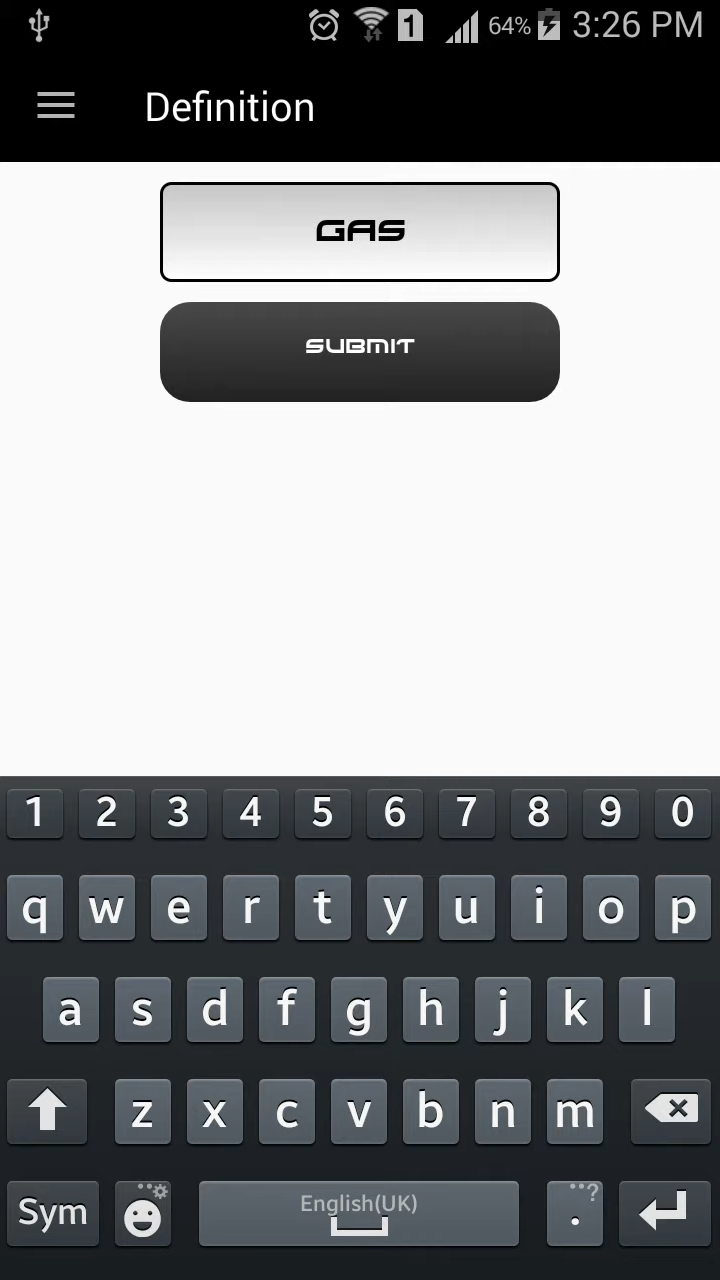 1 64% 3:26 PM
Definition
GAS
SUBMIT
1 2 3 4 5 6 7 8 9 0
q w e r t y u i o p
a s d f g h j k l
z x c v b n m
Sym English(UK) . ?